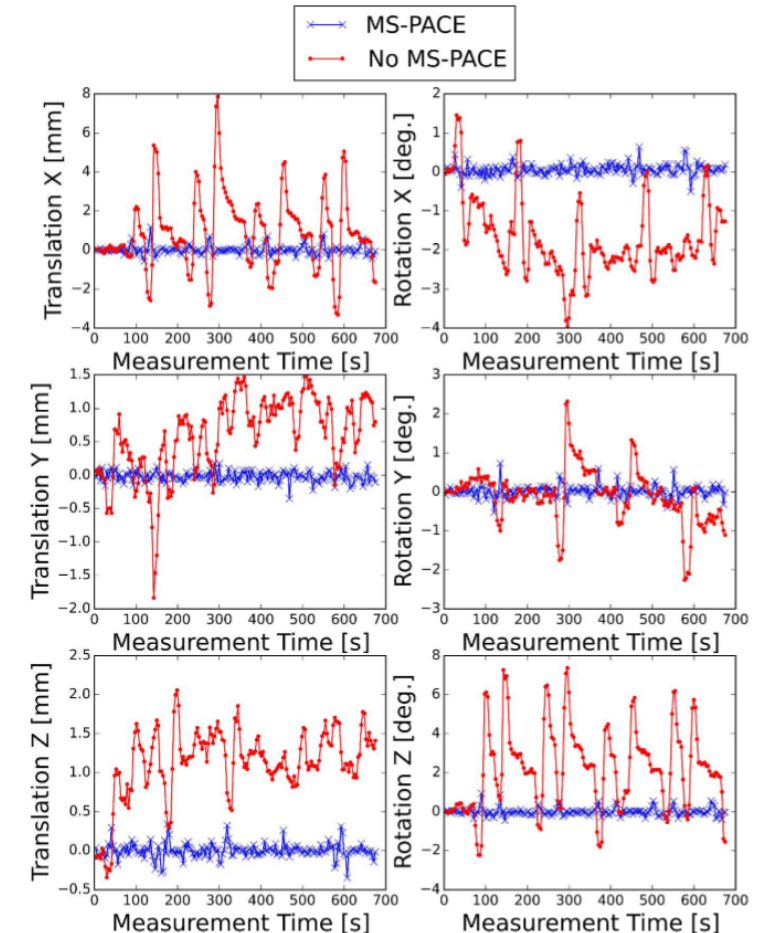 MS-PACE
No MS-PACE
Translation X [mm]
8
6
4
2
0
−2
−4
0 100 200 300 400 500 600 700
Measurement Time [s]
Rotation X [deg.]
2
1
0
−1
−2
−3
−4
0 100 200 300 400 500 600 700
Measurement Time [s]
Translation Y [mm]
1.5
1.0
0.5
0.0
−0.5
−1.0
−1.5
−2.0
0 100 200 300 400 500 600 700
Measurement Time [s]
Rotation Y [deg.]
3
2
1
0
−1
−2
−3
0 100 200 300 400 500 600 700
Measurement Time [s]
Translation Z [mm]
2.5
2.0
1.5
1.0
0.5
0.0
−0.5
0 100 200 300 400 500 600 700
Measurement Time [s]
Rotation Z [deg.]
8
6
4
2
0
−2
−4
0 100 200 300 400 500 600 700
Measurement Time [s]